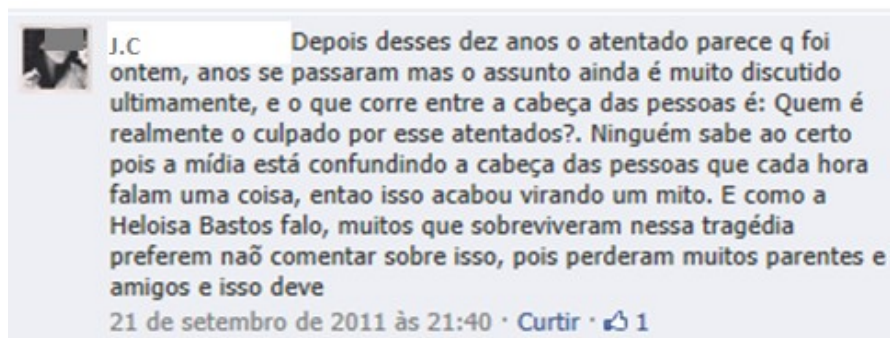 J.C Depois desses dez anos o atentado parece q foi
ontem, anos se passaram mas o assunto ainda é muito discutido
ultimamente, e o que corre entre a cabeça das pessoas é: Quem é
realmente o culpado por esse atentados?. Ninguém sabe ao certo
pois a mídia está confundindo a cabeça das pessoas que cada hora
falam uma coisa, entao isso acabou virando um mito. E como a
Heloisa Bastos falo, muitos que sobreviveram nessa tragédia
preferem naõ comentar sobre isso, pois perderam muitos parentes e
amigos e isso deve
21 de setembro de 2011 às 21:40 · Curtir · 1